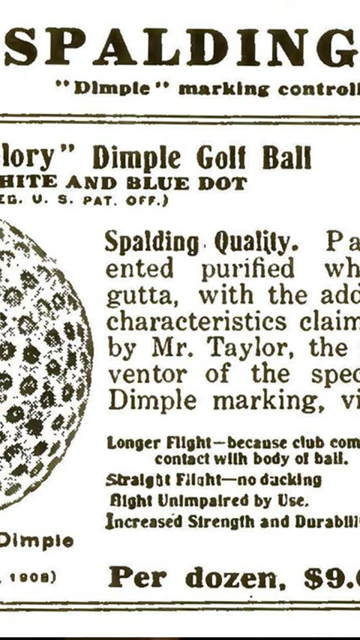 SPALDING
"Dimple" marking controll
lory" Dimple Golf Ball
HITE AND BLUE DOT
EG. U. S. PAT. OFF.)
Spalding Quality. Pa
ented purified wh
gutta, with the add
characteristics claim
by Mr. Taylor, the
ventor of the spec
Dimple marking, vi
Longer Flight—because club com
contact with body of ball.
Straight Flight—no ducking
flight Unimpaired by Use.
Increased Strength and Durabili
Dimple
, 1908)
Per dozen, $9.0